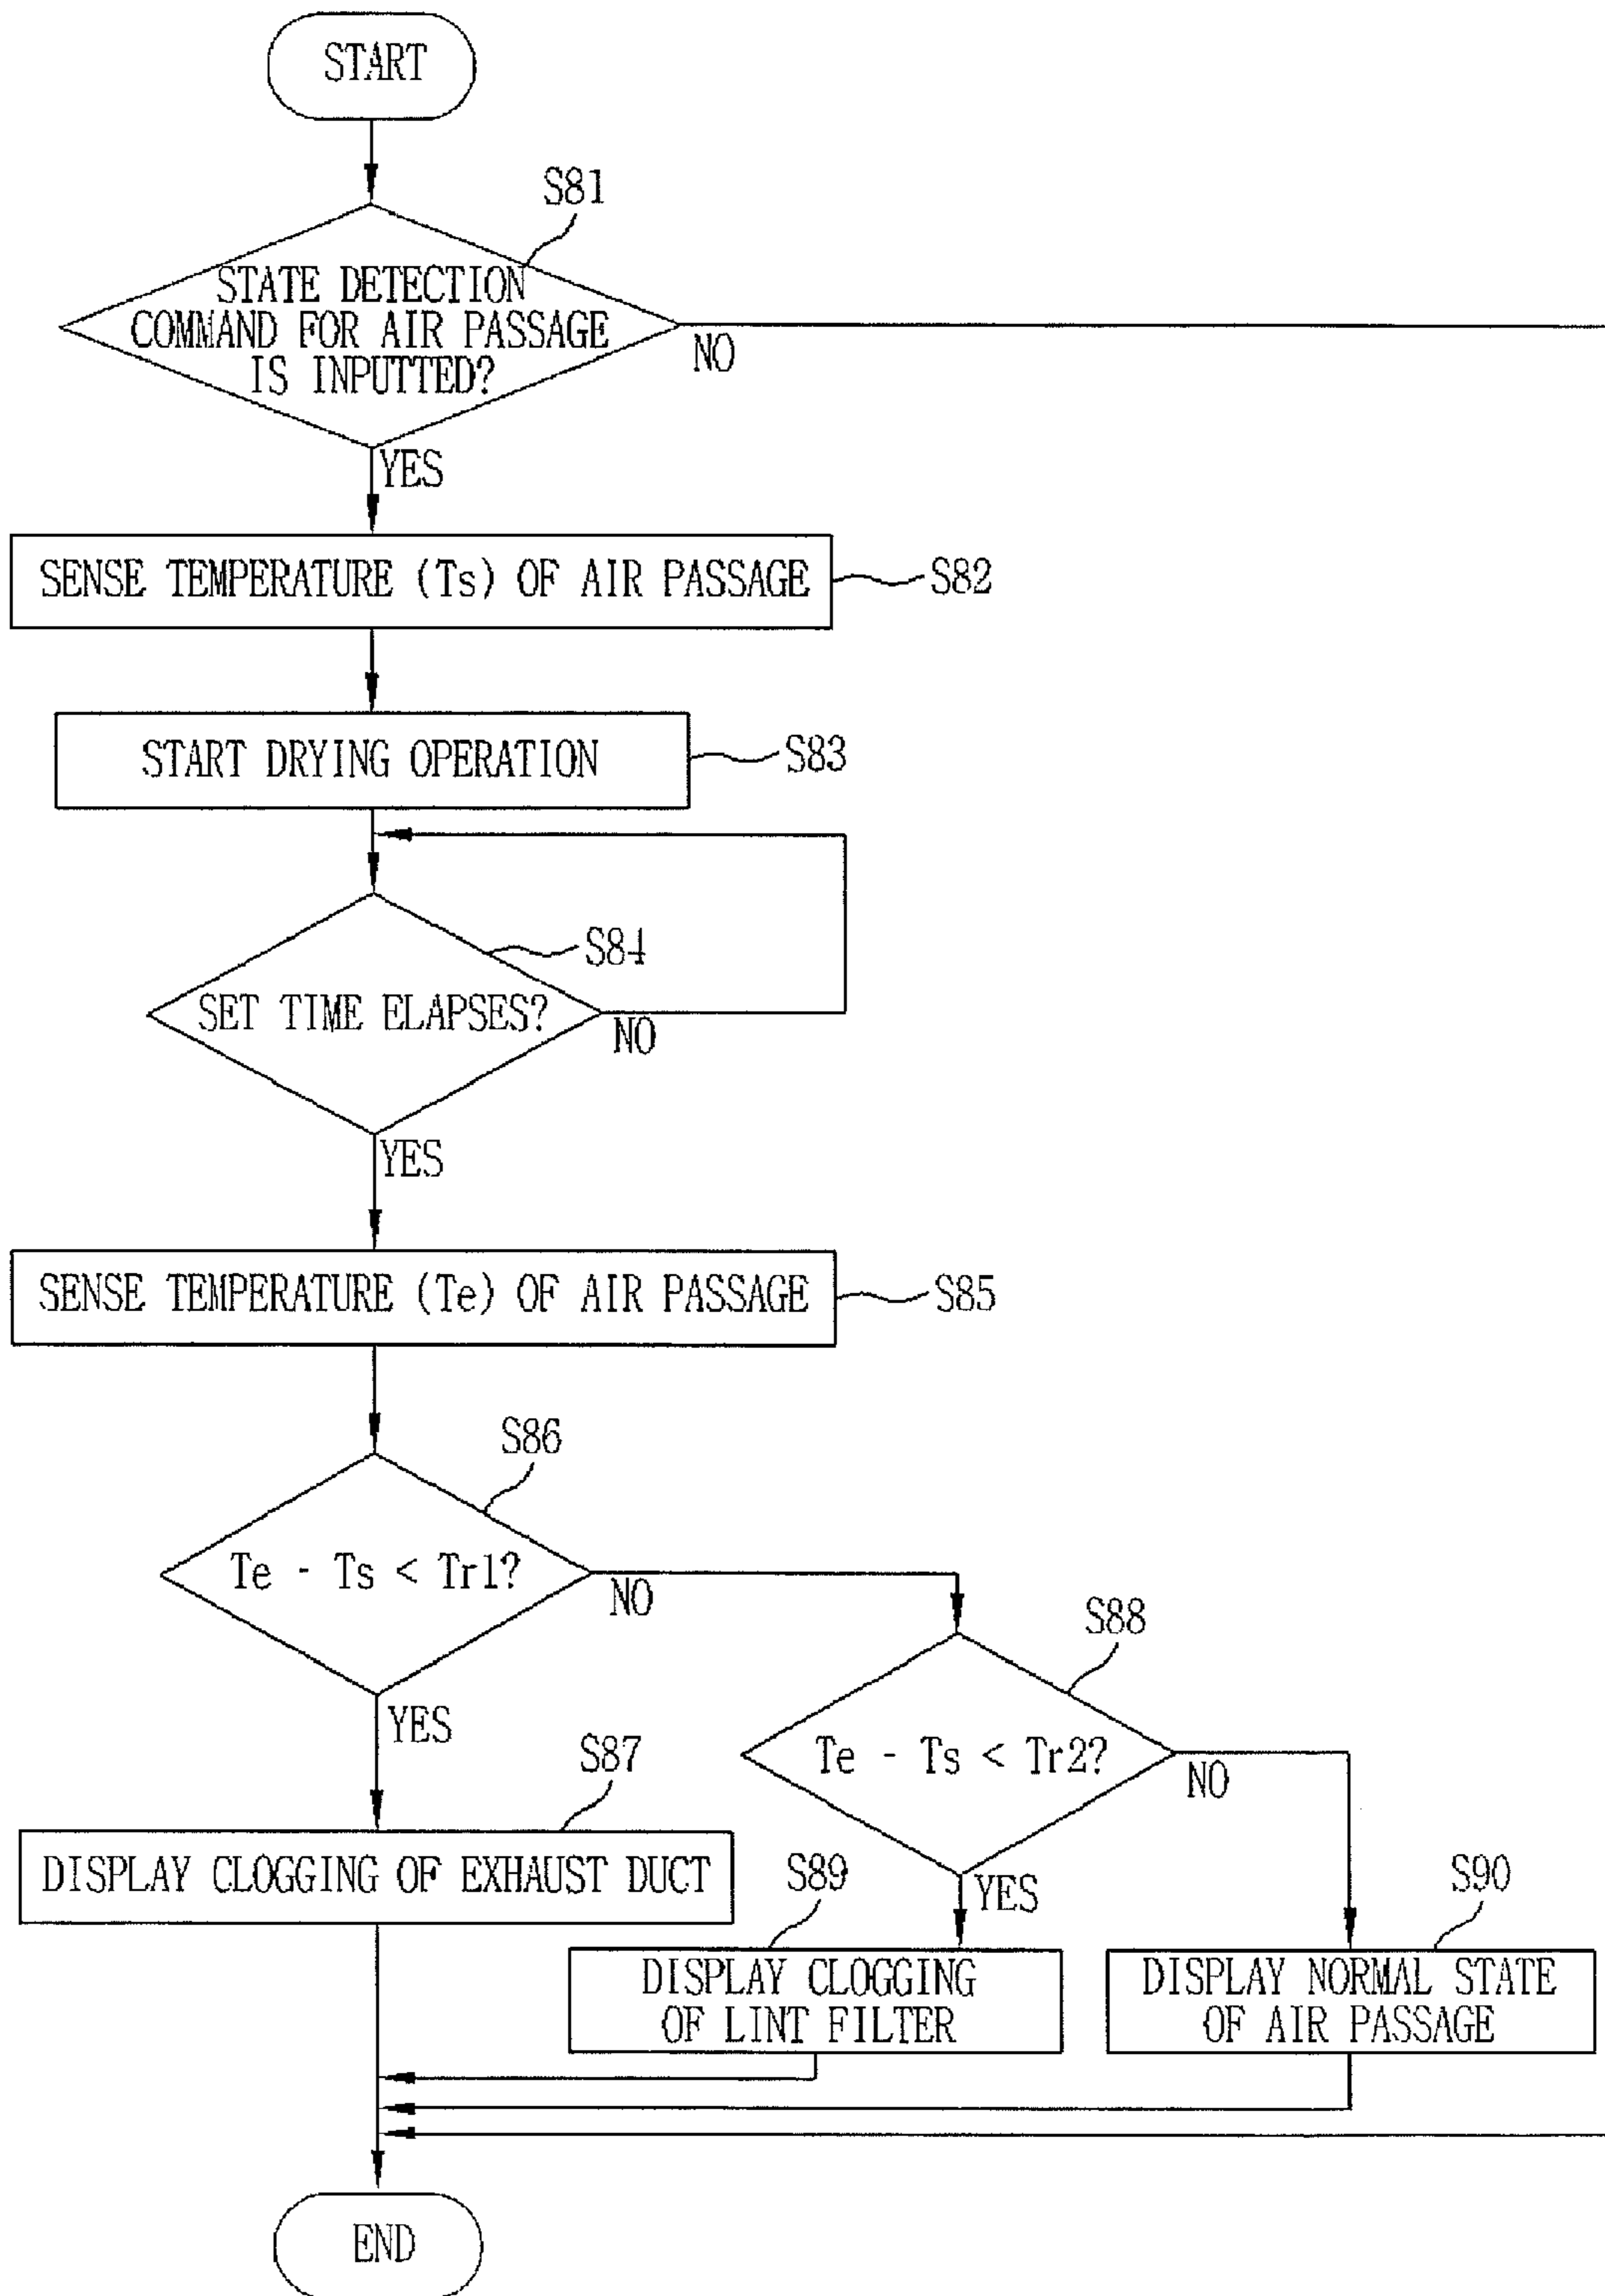 START
S81
STATE DETECTION
COMMAND FOR AIR PASSAGE
IS INPUTTED?
NO
YES
SENSE TEMPERATURE (Ts) OF AIR PASSAGE
S82
START DRYING OPERATION
S83
S84
SET TIME ELAPSES?
NO
YES
SENSE TEMPERATURE (Te) OF AIR PASSAGE
S85
S86
Te - Ts < Tr1?
NO
YES
S88
Te - Ts < Tr2?
NO
YES
S87
DISPLAY CLOGGING OF EXHAUST DUCT
S89
DISPLAY CLOGGING
OF LINT FILTER
S90
DISPLAY NORMAL STATE
OF AIR PASSAGE
END